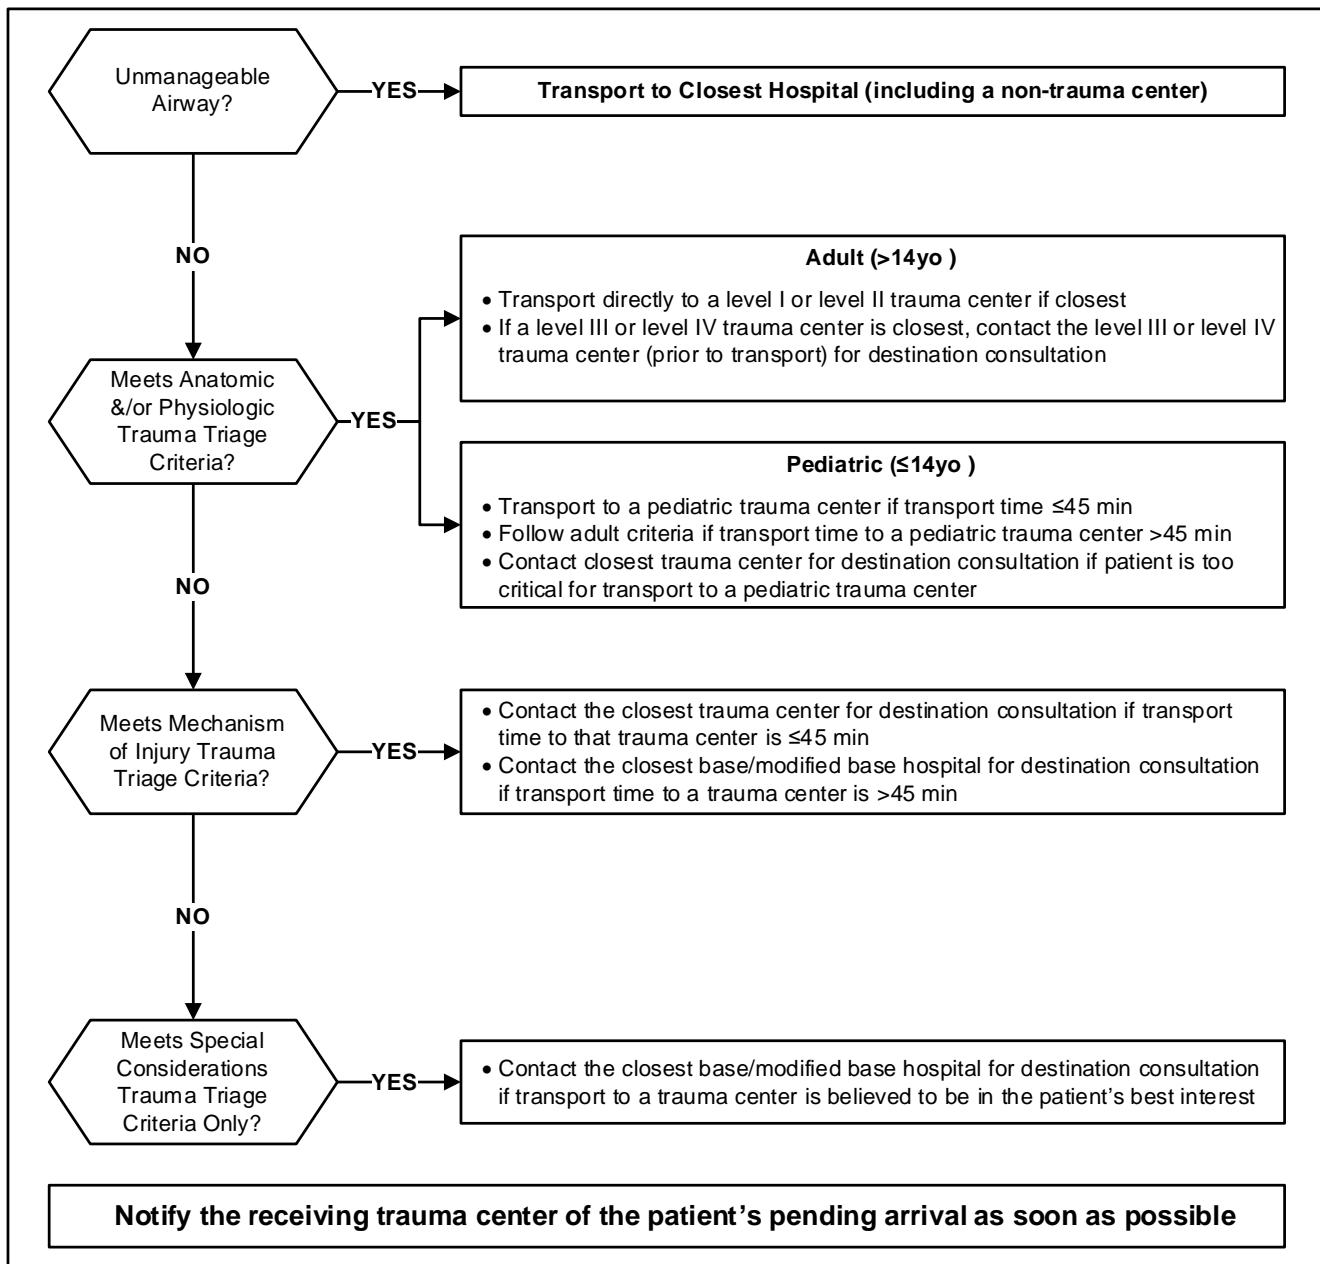 Unmanageable
Airway?
YES
Transport to Closest Hospital (including a non-trauma center)
NO
Adult (>14yo )
• Transport directly to a level I or level II trauma center if closest
• If a level III or level IV trauma center is closest, contact the level III or level IV
trauma center (prior to transport) for destination consultation
Meets Anatomic
&/or Physiologic
Trauma Triage
Criteria?
YES
Pediatric (≤14yo )
• Transport to a pediatric trauma center if transport time ≤45 min
• Follow adult criteria if transport time to a pediatric trauma center >45 min
• Contact closest trauma center for destination consultation if patient is too
critical for transport to a pediatric trauma center
NO
Meets Mechanism
of Injury Trauma
Triage Criteria?
YES
• Contact the closest trauma center for destination consultation if transport
time to that trauma center is ≤45 min
• Contact the closest base/modified base hospital for destination consultation
if transport time to a trauma center is >45 min
NO
Meets Special
Considerations
Trauma Triage
Criteria Only?
YES
• Contact the closest base/modified base hospital for destination consultation
if transport to a trauma center is believed to be in the patient’s best interest
Notify the receiving trauma center of the patient’s pending arrival as soon as possible